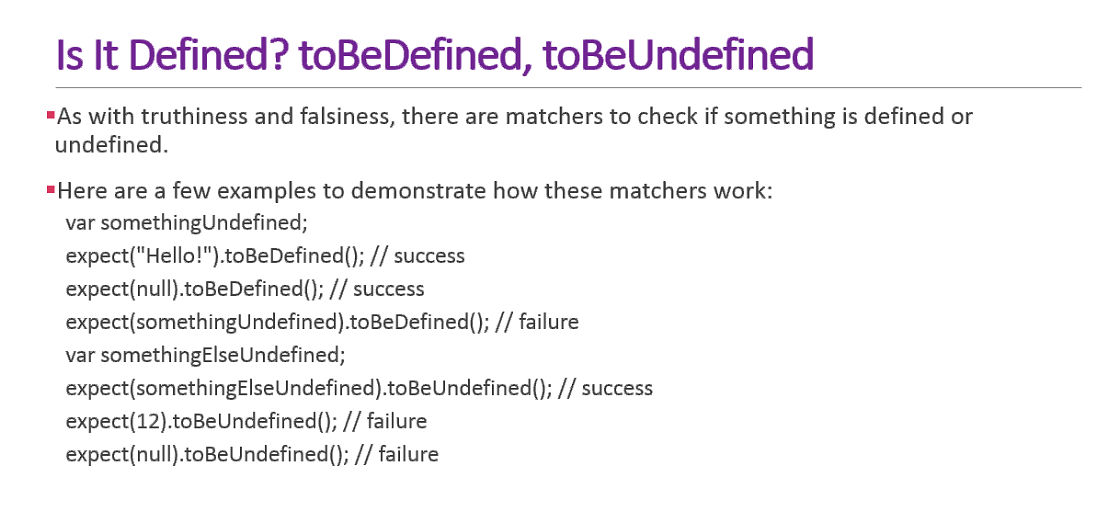 Is It Defined? toBeDefined, toBeUndefined
▪As with truthiness and falsiness, there are matchers to check if something is defined or
undefined.
▪Here are a few examples to demonstrate how these matchers work:
var somethingUndefined;
expect("Hello!").toBeDefined(); // success
expect(null).toBeDefined(); // success
expect(somethingUndefined).toBeDefined(); // failure
var somethingElseUndefined;
expect(somethingElseUndefined).toBeUndefined(); // success
expect(12).toBeUndefined(); // failure
expect(null).toBeUndefined(); // failure